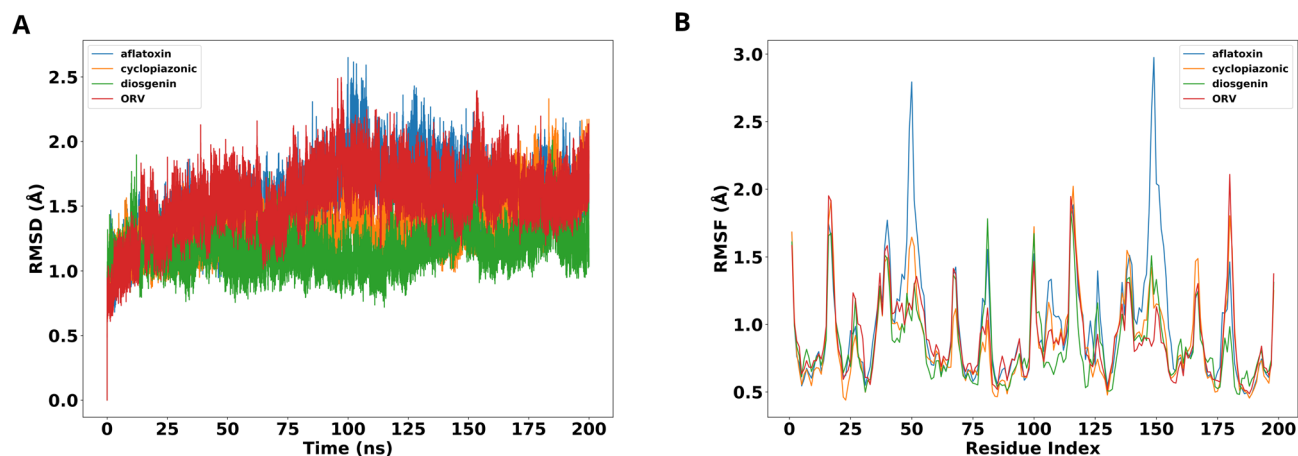 A
RMSD (Å)
2.5
2.0
1.5
1.0
0.5
0.0
aflatoxin
cyclopiazonic
diosgenin
ORV
0 25 50 75 100 125 150 175 200
Time (ns)
B
RMSF (Å)
3.0
2.5
2.0
1.5
1.0
0.5
aflatoxin
cyclopiazonic
diosgenin
ORV
0 25 50 75 100 125 150 175 200
Residue Index